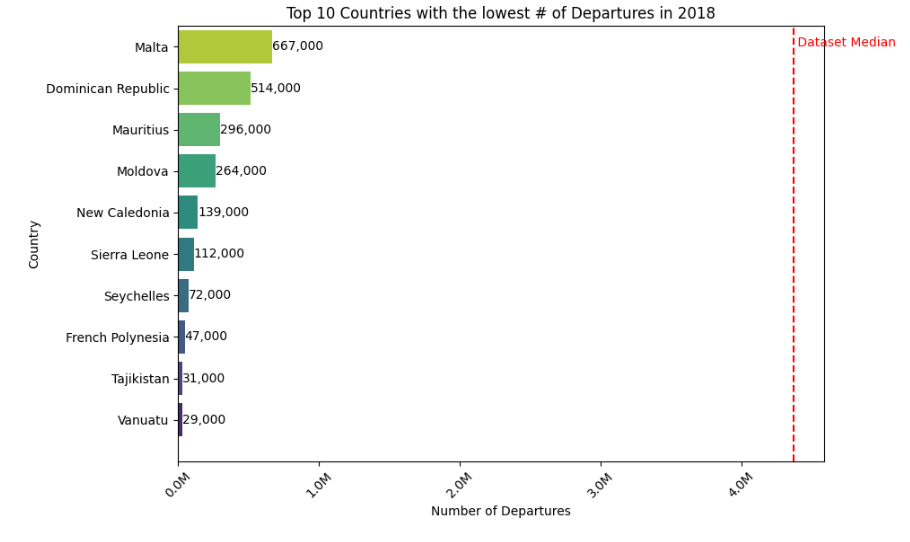 Top 10 Countries with the lowest # of Departures in 2018
Malta 667,000
Dataset Median
Dominican Republic 514,000
Mauritius 296,000
Moldova 264,000
New Caledonia 139,000
Country
Sierra Leone 112,000
Seychelles 72,000
French Polynesia 47,000
Tajikistan 31,000
Vanuatu 29,000
0.0M 1.0M 2.0M 3.0M 4.0M
Number of Departures